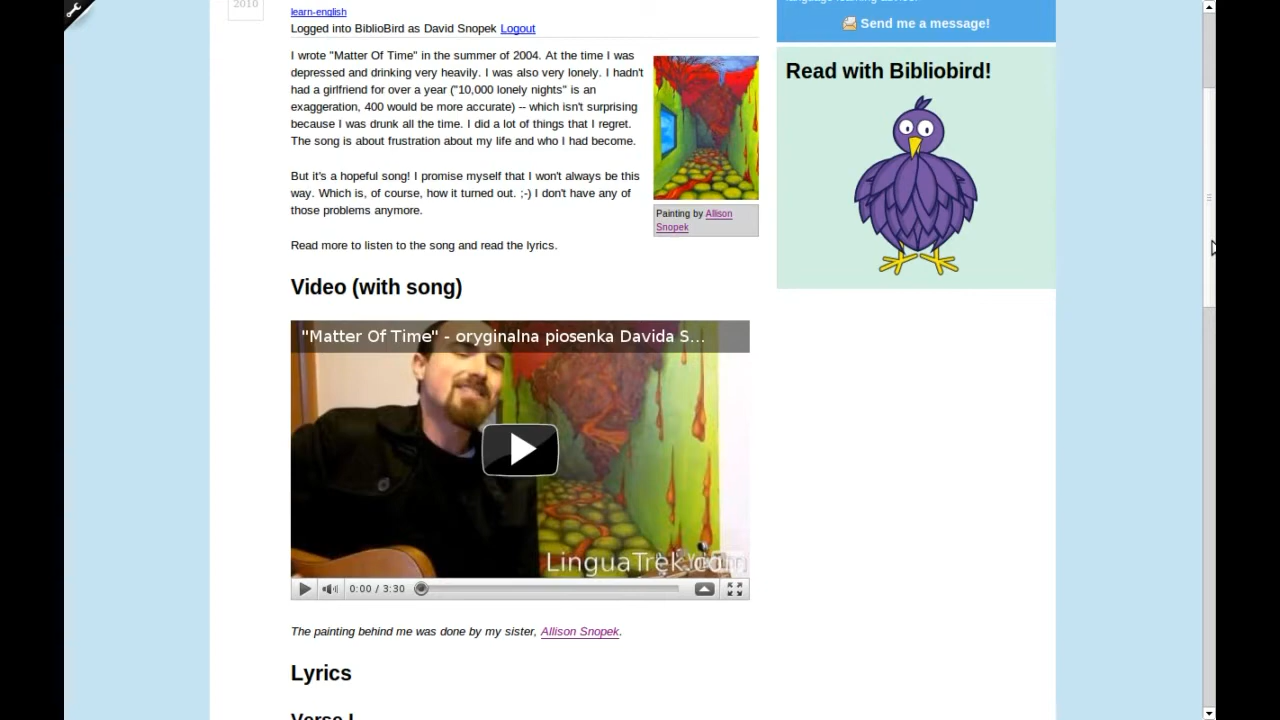 2010
learn-english
Logged into BiblioBird as David Snopek Logout
I wrote "Matter Of Time" in the summer of 2004. At the time I was
depressed and drinking very heavily. I was also very lonely. I hadn't
had a girlfriend for over a year ("10,000 lonely nights" is an
exaggeration, 400 would be more accurate) -- which isn't surprising
because I was drunk all the time. I did a lot of things that I regret.
The song is about frustration about my life and who I had become.
But it's a hopeful song! I promise myself that I won't always be this
way. Which is, of course, how it turned out. ;-) I don't have any of
those problems anymore.
Painting by Allison
Snopek
Read more to listen to the song and read the lyrics.
Video (with song)
"Matter Of Time" - oryginalna piosenka Davida S...
LinguaTrek.com
0:00 / 3:30
The painting behind me was done by my sister, Allison Snopek.
Lyrics
Verse I
language learning advice.
Send me a message!
Read with Bibliobird!